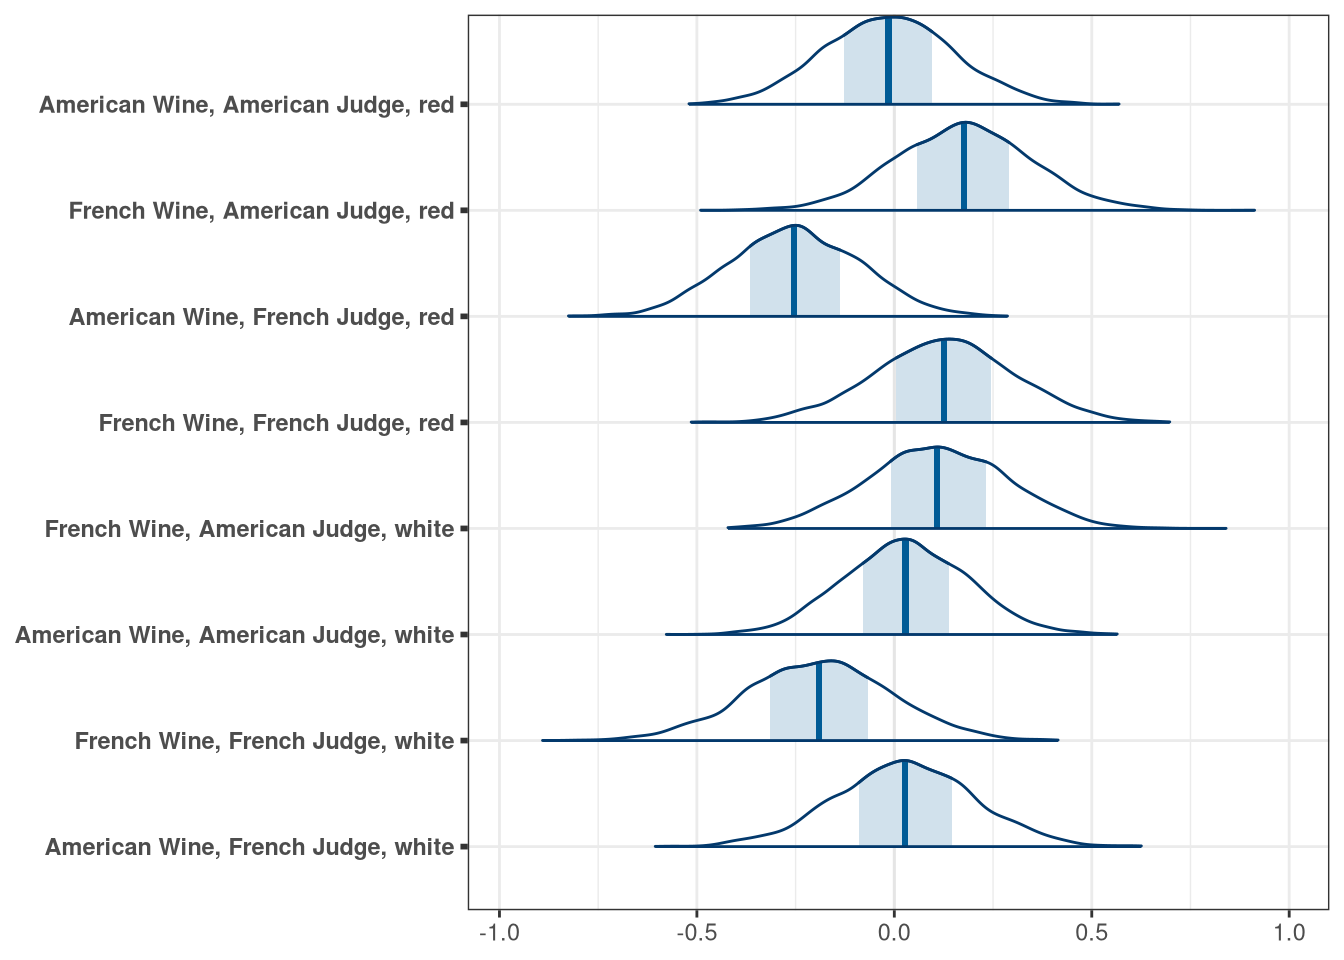 American Wine, American Judge, red
French Wine, American Judge, red
American Wine, French Judge, red
French Wine, French Judge, red
French Wine, American Judge, white
American Wine, American Judge, white
French Wine, French Judge, white
American Wine, French Judge, white
-1.0 -0.5 0.0 0.5 1.0